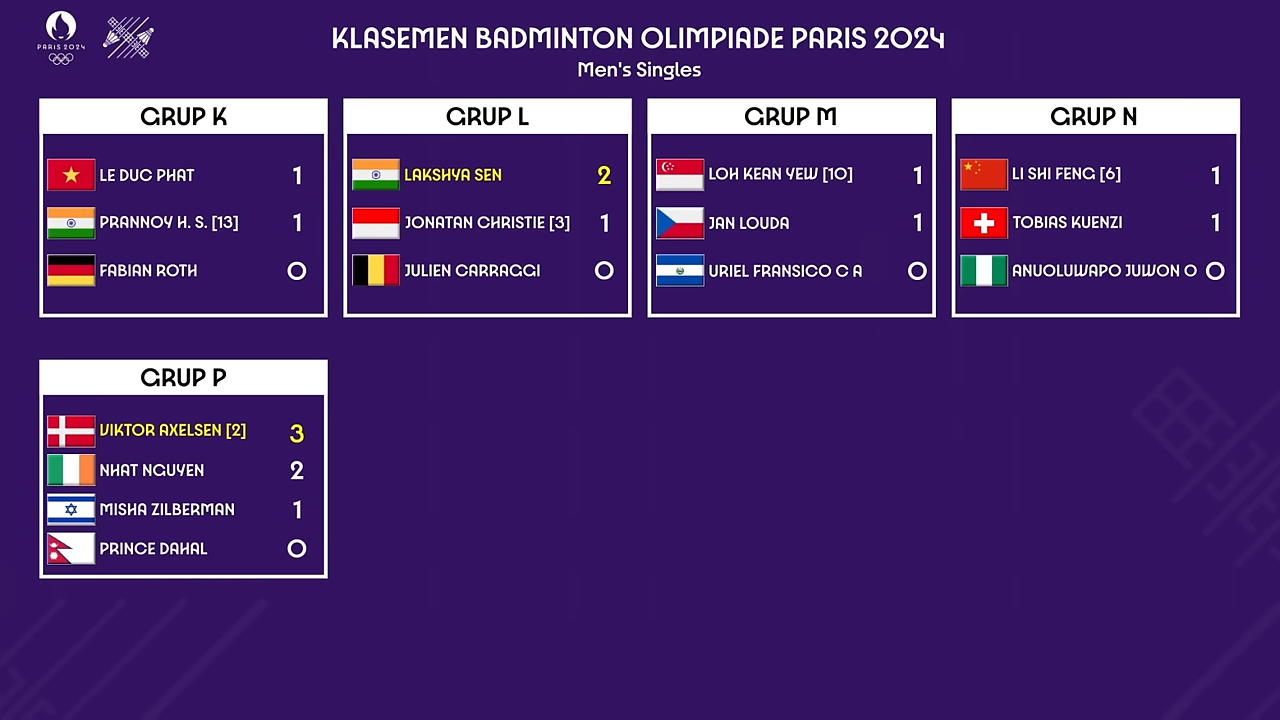 PARIS 2024
KLASEMEN BADMINTON OLIMPIADE PARIS 2024
Men's Singles
GRUP K
LE DUC PHAT 1
PRANNOY H. S. [13] 1
FABIAN ROTH 0
GRUP L
LAKSHYA SEN 2
JONATAN CHRISTIE [3] 1
JULIEN CARRAGGI 0
GRUP M
LOH KEAN YEW [10] 1
JAN LOUDA 1
URIEL FRANSICO C A 0
GRUP N
LI SHI FENG [6] 1
TOBIAS KUENZI 1
ANUOLUWAPO JUWON O 0
GRUP P
VIKTOR AXELSEN [2] 3
NHAT NGUYEN 2
MISHA ZILBERMAN 1
PRINCE DAHAL 0